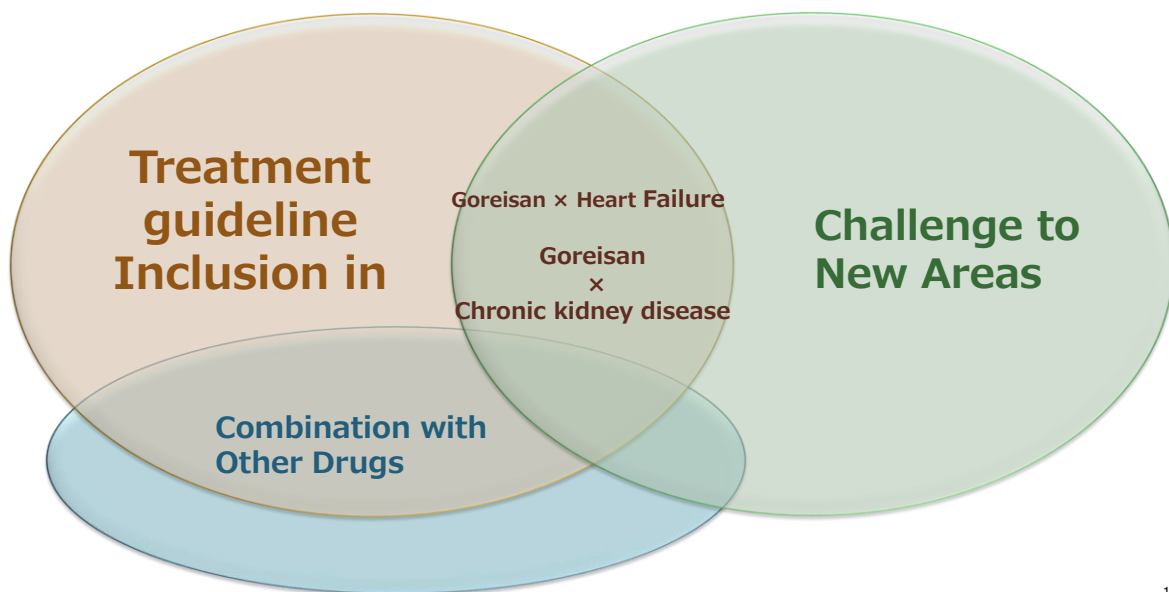 Treatment
guideline
Inclusion in
Goreisan × Heart Failure
Goreisan
×
Chronic kidney disease
Challenge to
New Areas
Combination with
Other Drugs
1